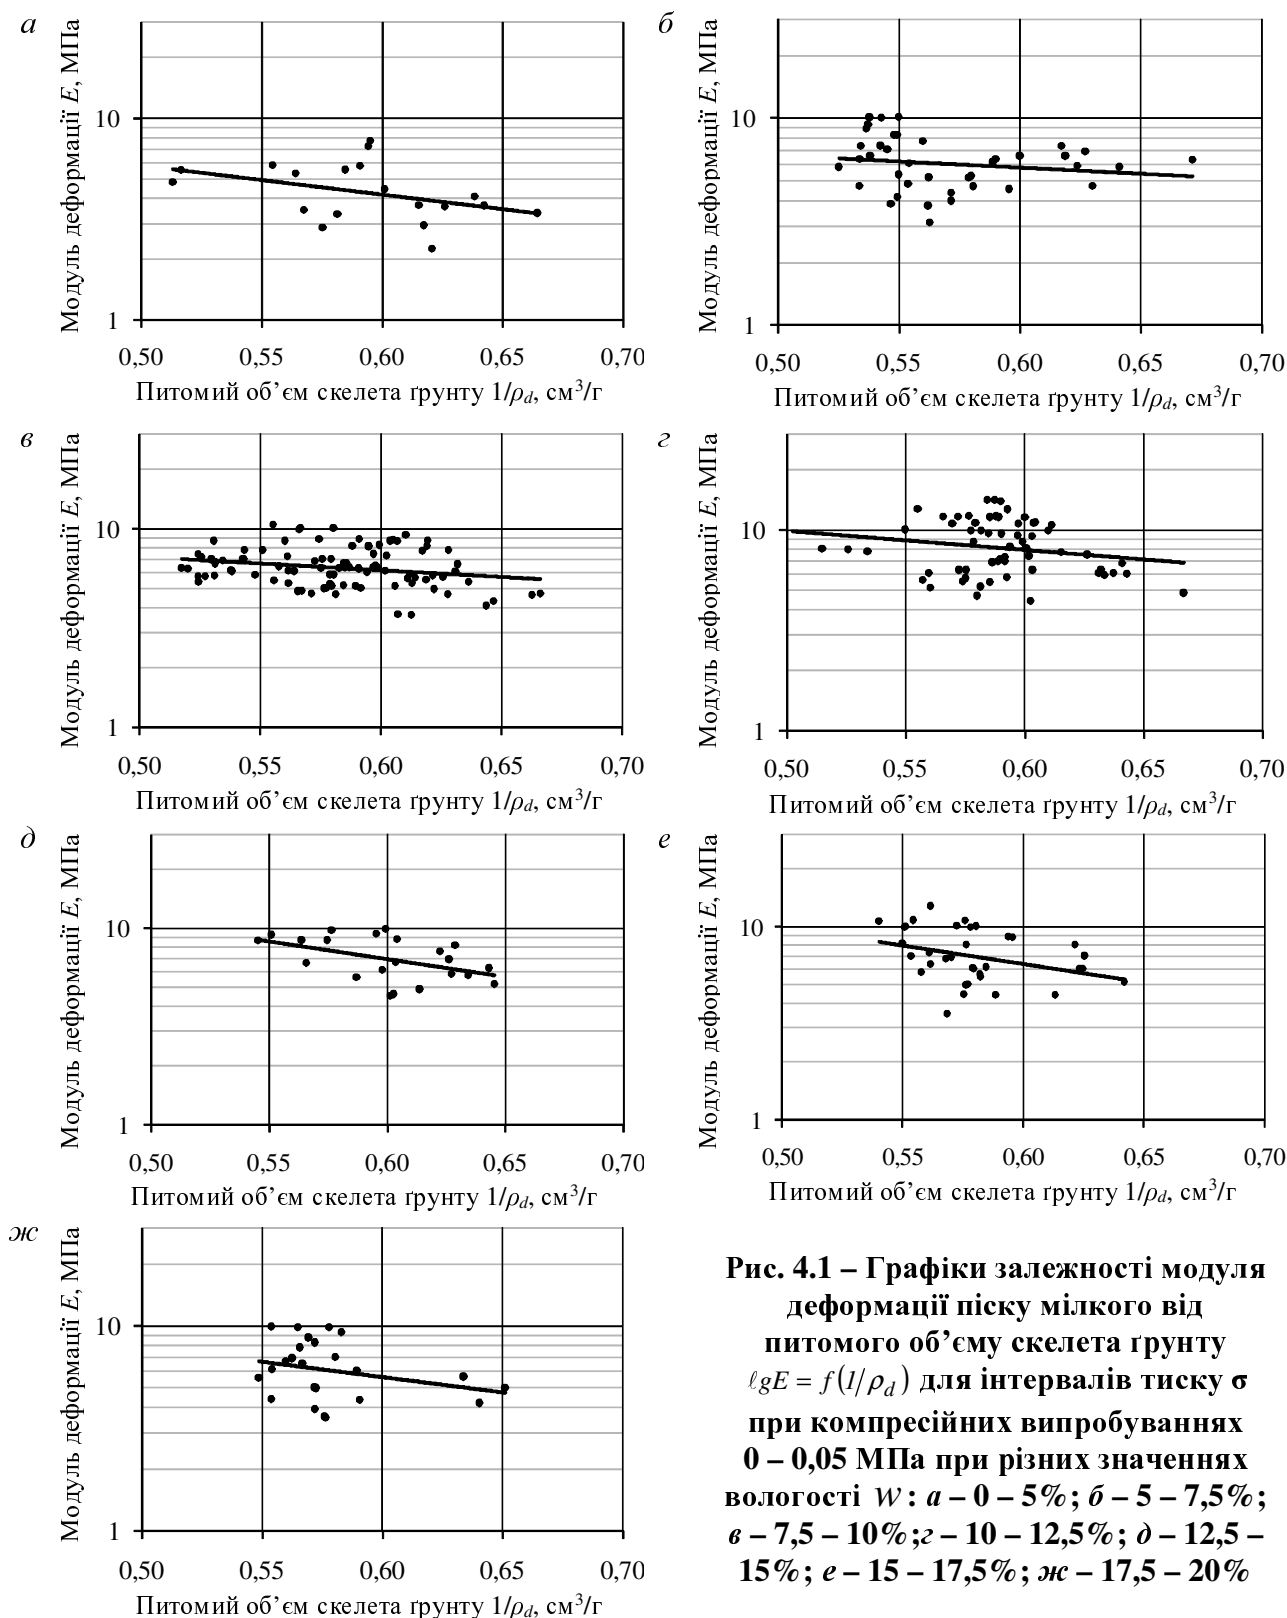 а
Модуль деформації E, МПа
10
1
0,50 0,55 0,60 0,65 0,70
Питомий об’єм скелета ґрунту 1/ρd, см³/г
б
Модуль деформації E, МПа
10
1
0,50 0,55 0,60 0,65 0,70
Питомий об’єм скелета ґрунту 1/ρd, см³/г
в
Модуль деформації E, МПа
10
1
0,50 0,55 0,60 0,65 0,70
Питомий об’єм скелета ґрунту 1/ρd, см³/г
г
Модуль деформації E, МПа
10
1
0,50 0,55 0,60 0,65 0,70
Питомий об’єм скелета ґрунту 1/ρd, см³/г
д
Модуль деформації E, МПа
10
1
0,50 0,55 0,60 0,65 0,70
Питомий об’єм скелета ґрунту 1/ρd, см³/г
е
Модуль деформації E, МПа
10
1
0,50 0,55 0,60 0,65 0,70
Питомий об’єм скелета ґрунту 1/ρd, см³/г
ж
Модуль деформації E, МПа
10
1
0,50 0,55 0,60 0,65 0,70
Питомий об’єм скелета ґрунту 1/ρd, см³/г
Рис. 4.1 – Графіки залежності модуля
деформації піску мілкого від
питомого об’єму скелета ґрунту
ℓgE = f(1/ρd) для інтервалів тиску σ
при компресійних випробуваннях
0 – 0,05 МПа при різних значеннях
вологості w : а – 0 – 5%; б – 5 – 7,5%;
в – 7,5 – 10%;г – 10 – 12,5%; д – 12,5 –
15%; е – 15 – 17,5%; ж – 17,5 – 20%